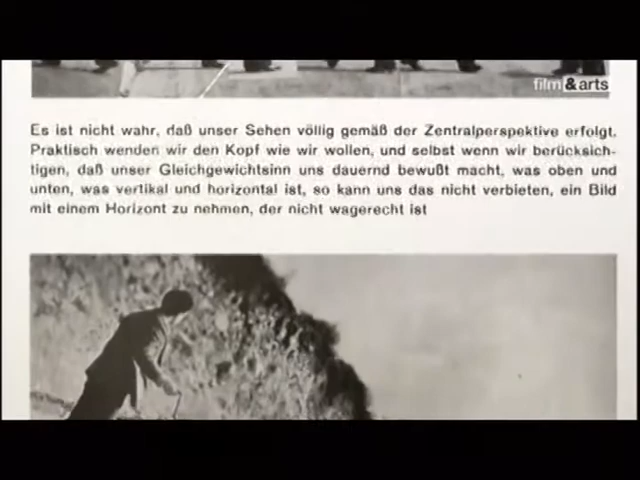 film&arts
Es ist nicht wahr, daß unser Sehen völlig gemäß der Zentralperspektive erfolgt.
Praktisch wenden wir den Kopf wie wir wollen, und selbst wenn wir berücksich-
tigen, daß unser Gleichgewichtsinn uns dauernd bewußt macht, was oben und
unten, was vertikal und horizontal ist, so kann uns das nicht verbieten, ein Bild
mit einem Horizont zu nehmen, der nicht wagerecht ist